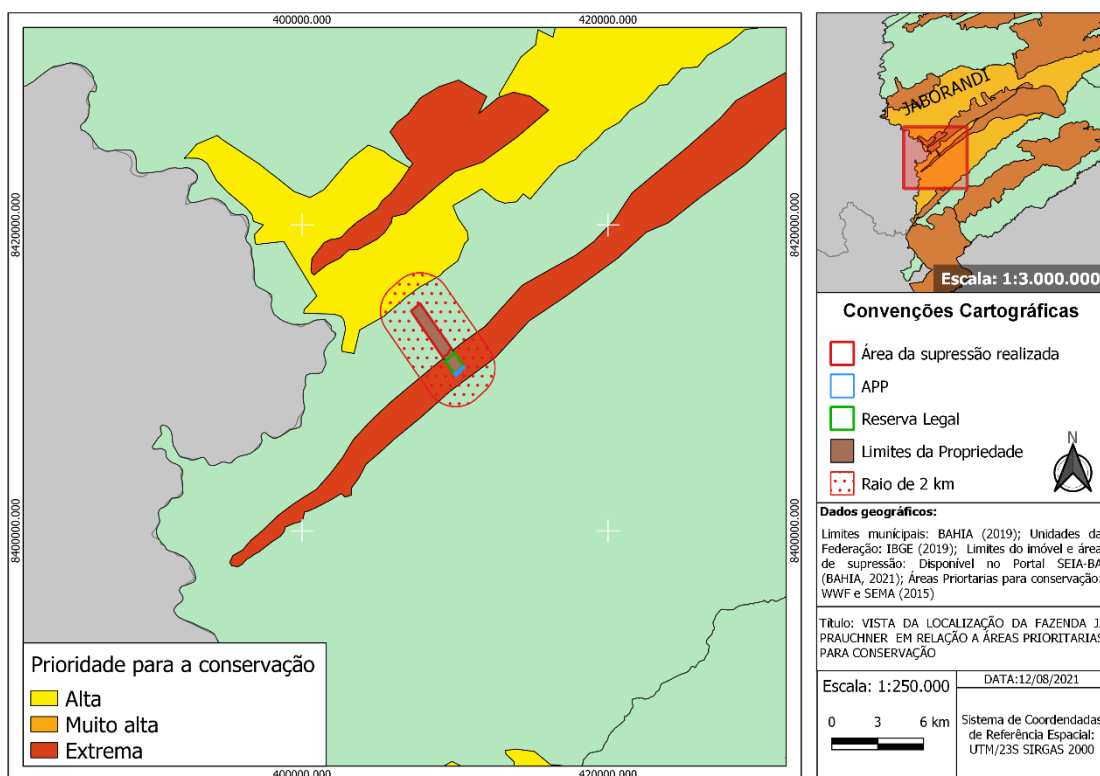 400000.000
420000.000
8420000.000
8420000.000
8400000.000
8400000.000
Prioridade para a conservação
Alta
Muito alta
Extrema
400000.000
420000.000
JABORANDI
Escala: 1:3.000.000
Convenções Cartográficas
Área da supressão realizada
APP
Reserva Legal
Limites da Propriedade
Raio de 2 km
N
Dados geográficos:
Limites munícipais: BAHIA (2019); Unidades da
Federação: IBGE (2019); Limites do imóvel e área
de supressão: Disponível no Portal SEIA-BA
(BAHIA, 2021); Áreas Priortarias para conservação:
WWF e SEMA (2015)
Título: VISTA DA LOCALIZAÇÃO DA FAZENDA
PRAUCHNER EM RELAÇÃO A ÁREAS PRIORITARIAS
PARA CONSERVAÇÃO
Escala: 1:250.000
0 3 6 km
DATA:12/08/2021
Sistema de Coordendadas
de Referência Espacial:
UTM/23S SIRGAS 2000